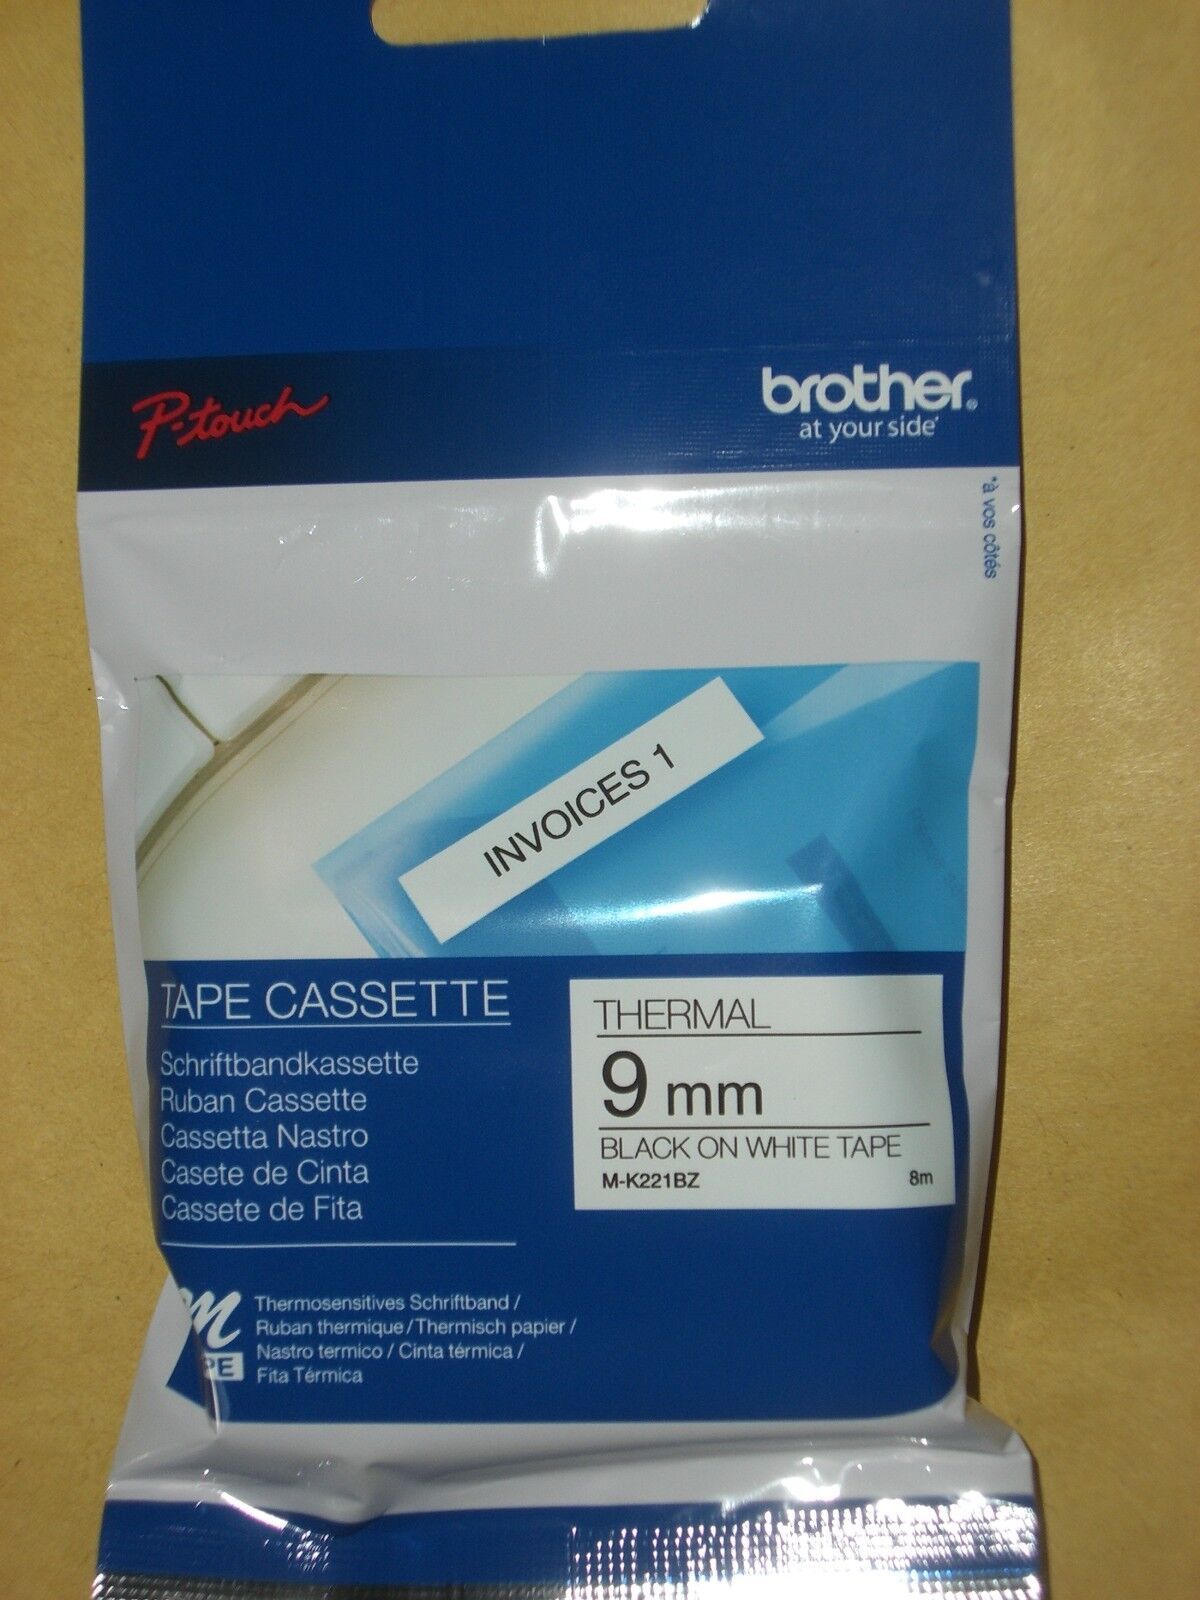 P-touch
brother®
at your side*
*à vos côtés
INVOICES 1
TAPE CASSETTE
Schriftbandkassette
Ruban Cassette
Cassetta Nastro
Casete de Cinta
Cassete de Fita
THERMAL
9 mm
BLACK ON WHITE TAPE
M-K221BZ 8m
M
PE
Thermosensitives Schriftband /
Ruban thermique / Thermisch papier /
Nastro termico / Cinta térmica /
Fita Térmica